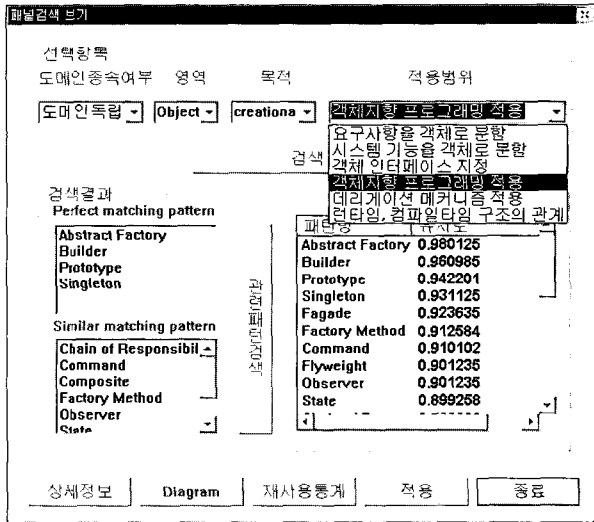 패널검색 보기
선택항목
도메인종속여부 영역 목적 적용범위
도메인독립 Object creationa 객체지향 프로그래밍 적용
요구사항을 객체로 분할
시스템 기능을 객체로 분할
객체 인터페이스 지정
객체지향 프로그래밍 적용
데리게이션 메커니즘 적용
런타임, 컴파일타임 구조의 관계
검색
검색결과
Perfect matching pattern
Abstract Factory
Builder
Prototype
Singleton
Similar matching pattern
Chain of Responsibil
Command
Composite
Factory Method
Observer
State
관련패턴검색
패턴명 유사도
Abstract Factory 0.980125
Builder 0.960985
Prototype 0.942201
Singleton 0.931125
Fagade 0.923635
Factory Method 0.912584
Command 0.910102
Flyweight 0.901235
Observer 0.901235
State 0.899258
상세정보 Diagram 재사용통계 적용 종료